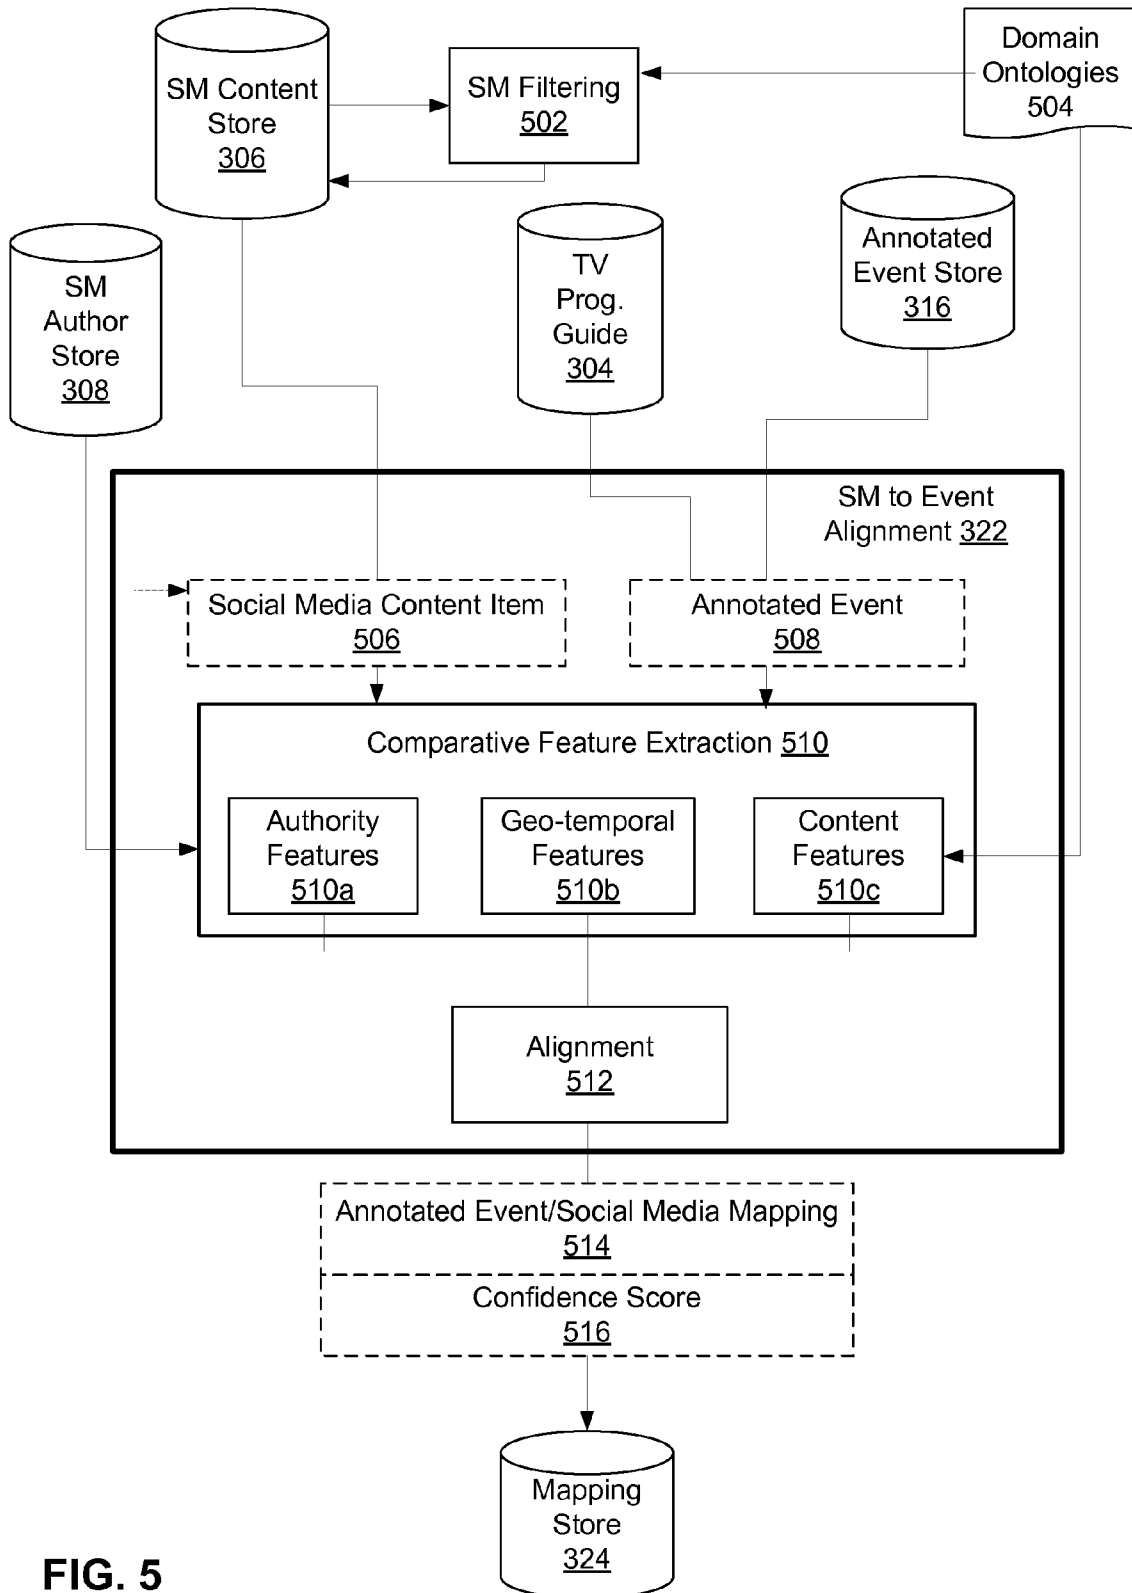 SM Content
Store
306
SM Filtering
502
Domain
Ontologies
504
SM
Author
Store
308
TV
Prog.
Guide
304
Annotated
Event Store
316
SM to Event
Alignment 322
Social Media Content Item
506
Annotated Event
508
Comparative Feature Extraction 510
Authority
Features
510a
Geo-temporal
Features
510b
Content
Features
510c
Alignment
512
Annotated Event/Social Media Mapping
514
Confidence Score
516
Mapping
Store
324
FIG. 5